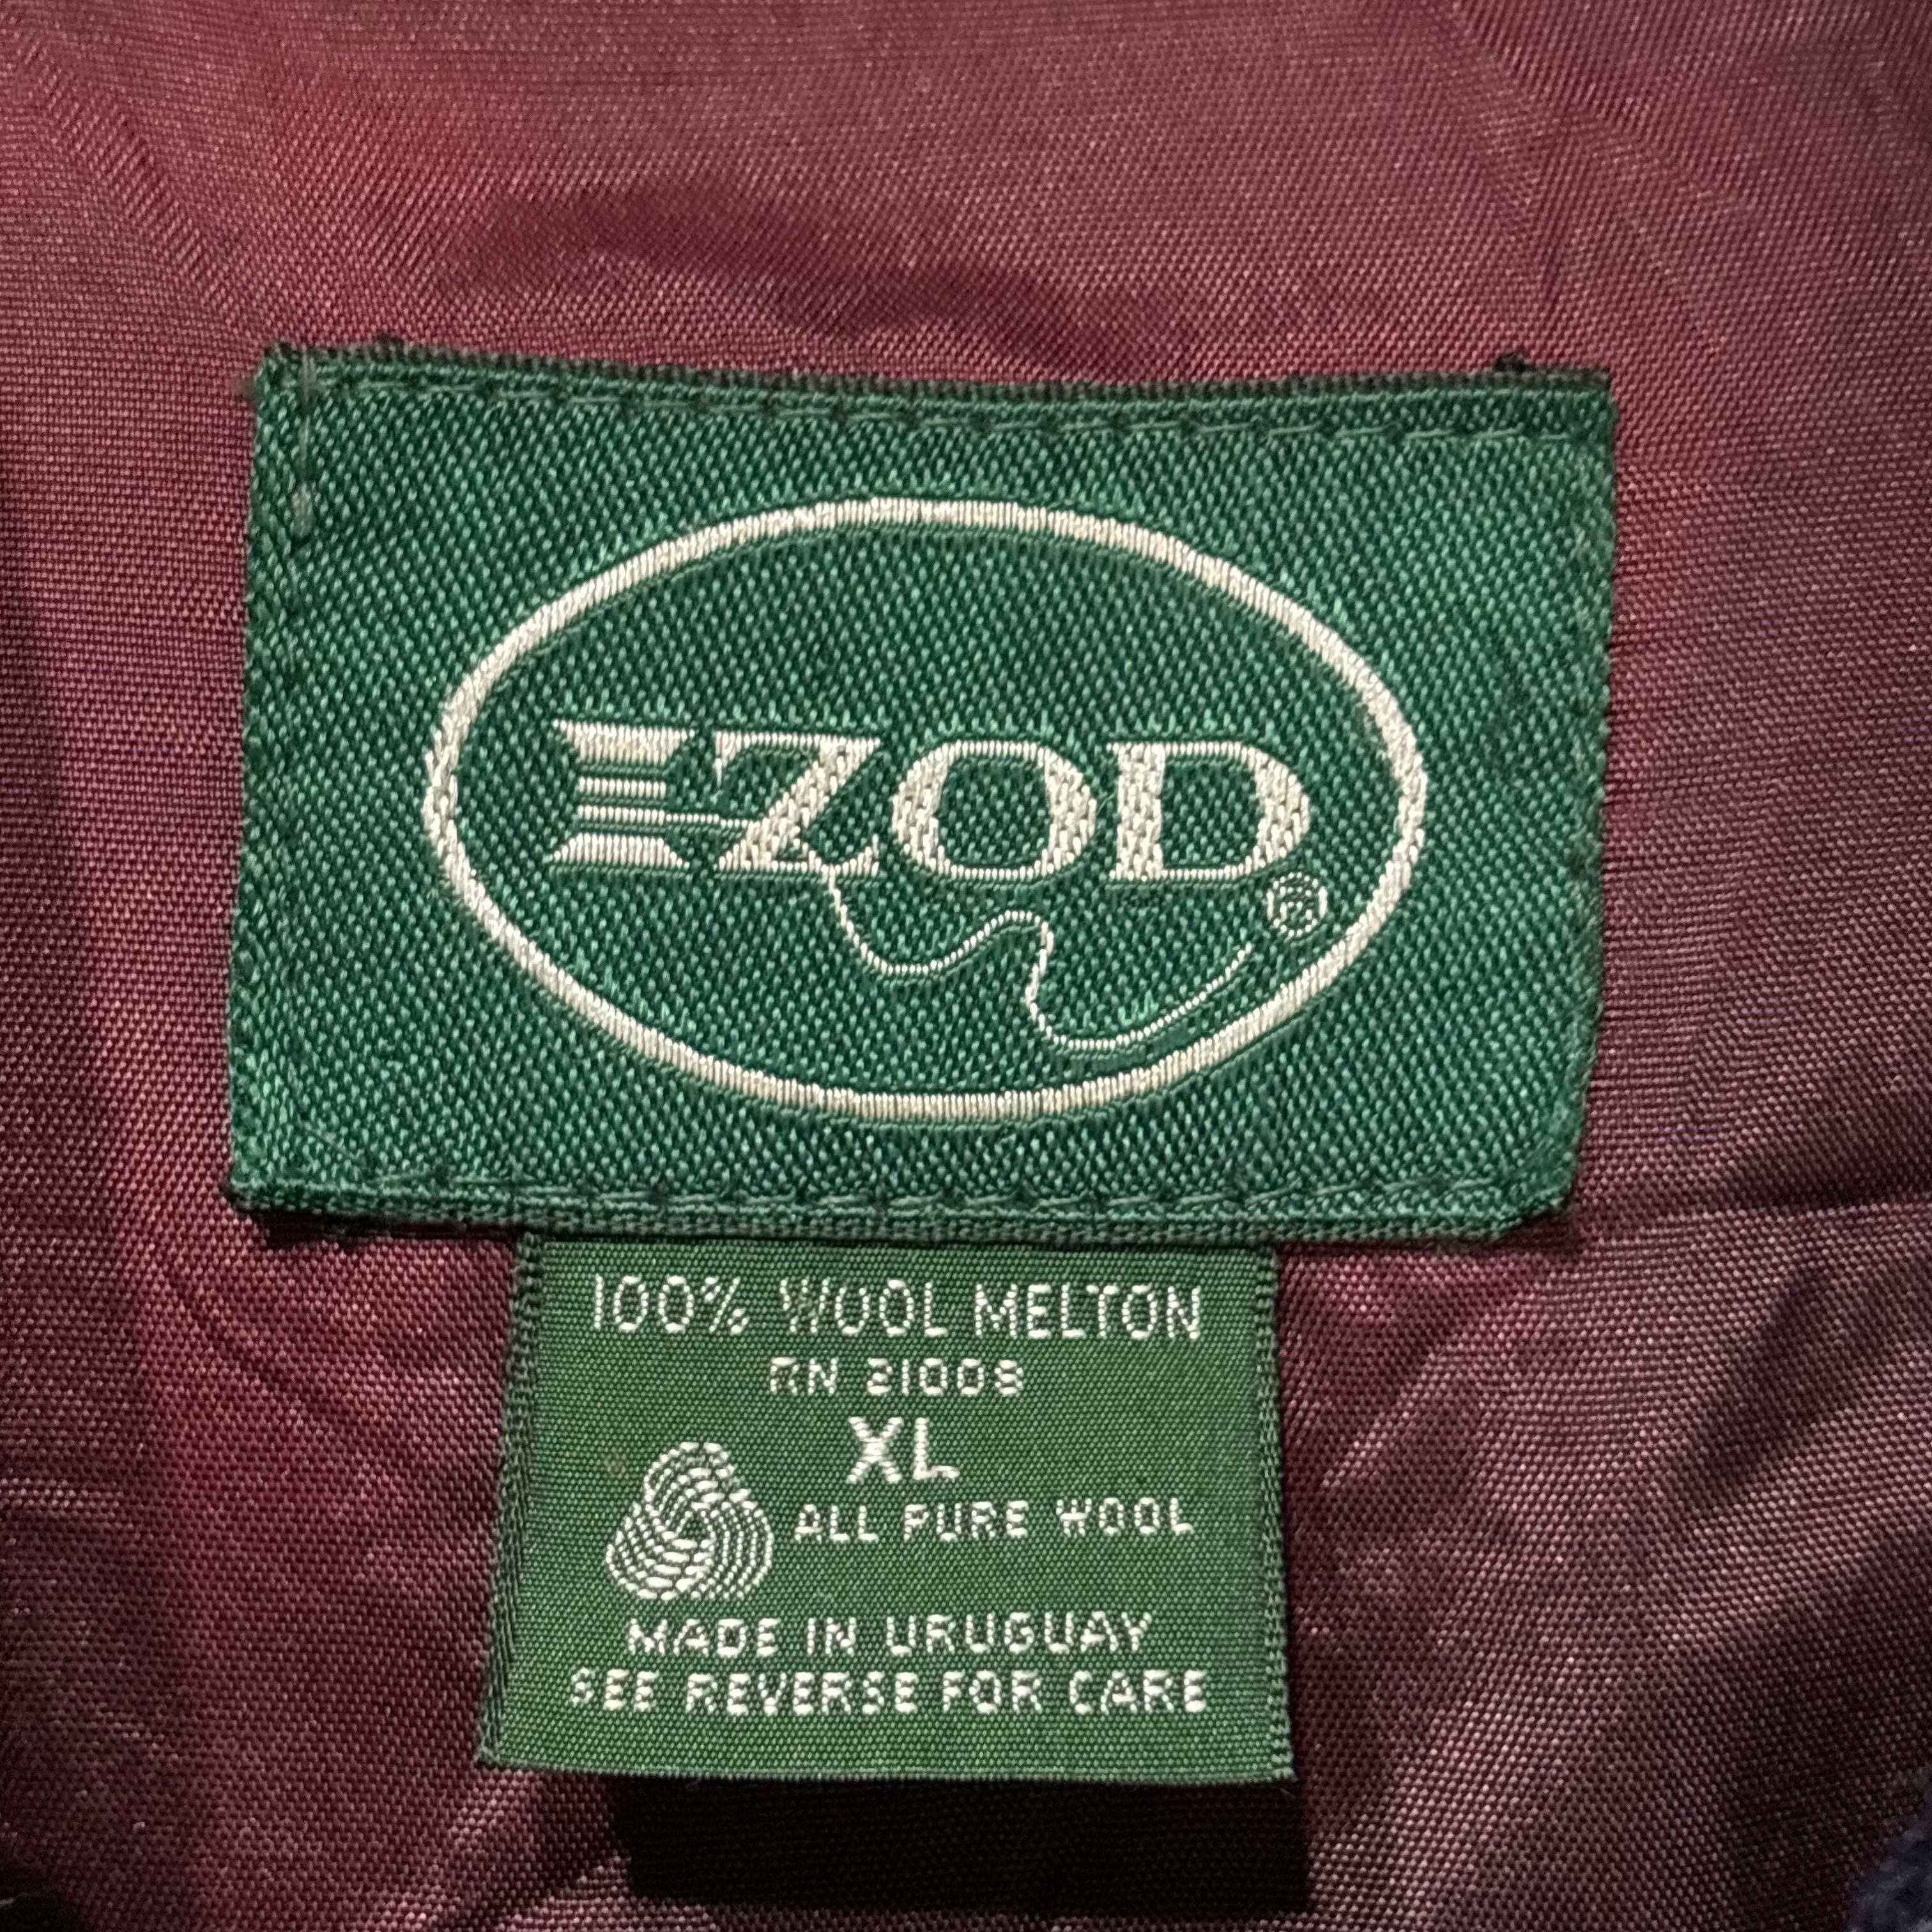 IZOD ®
100% WOOL MELTON
RN 21008
XL
ALL PURE WOOL
MADE IN URUGUAY
SEE REVERSE FOR CARE